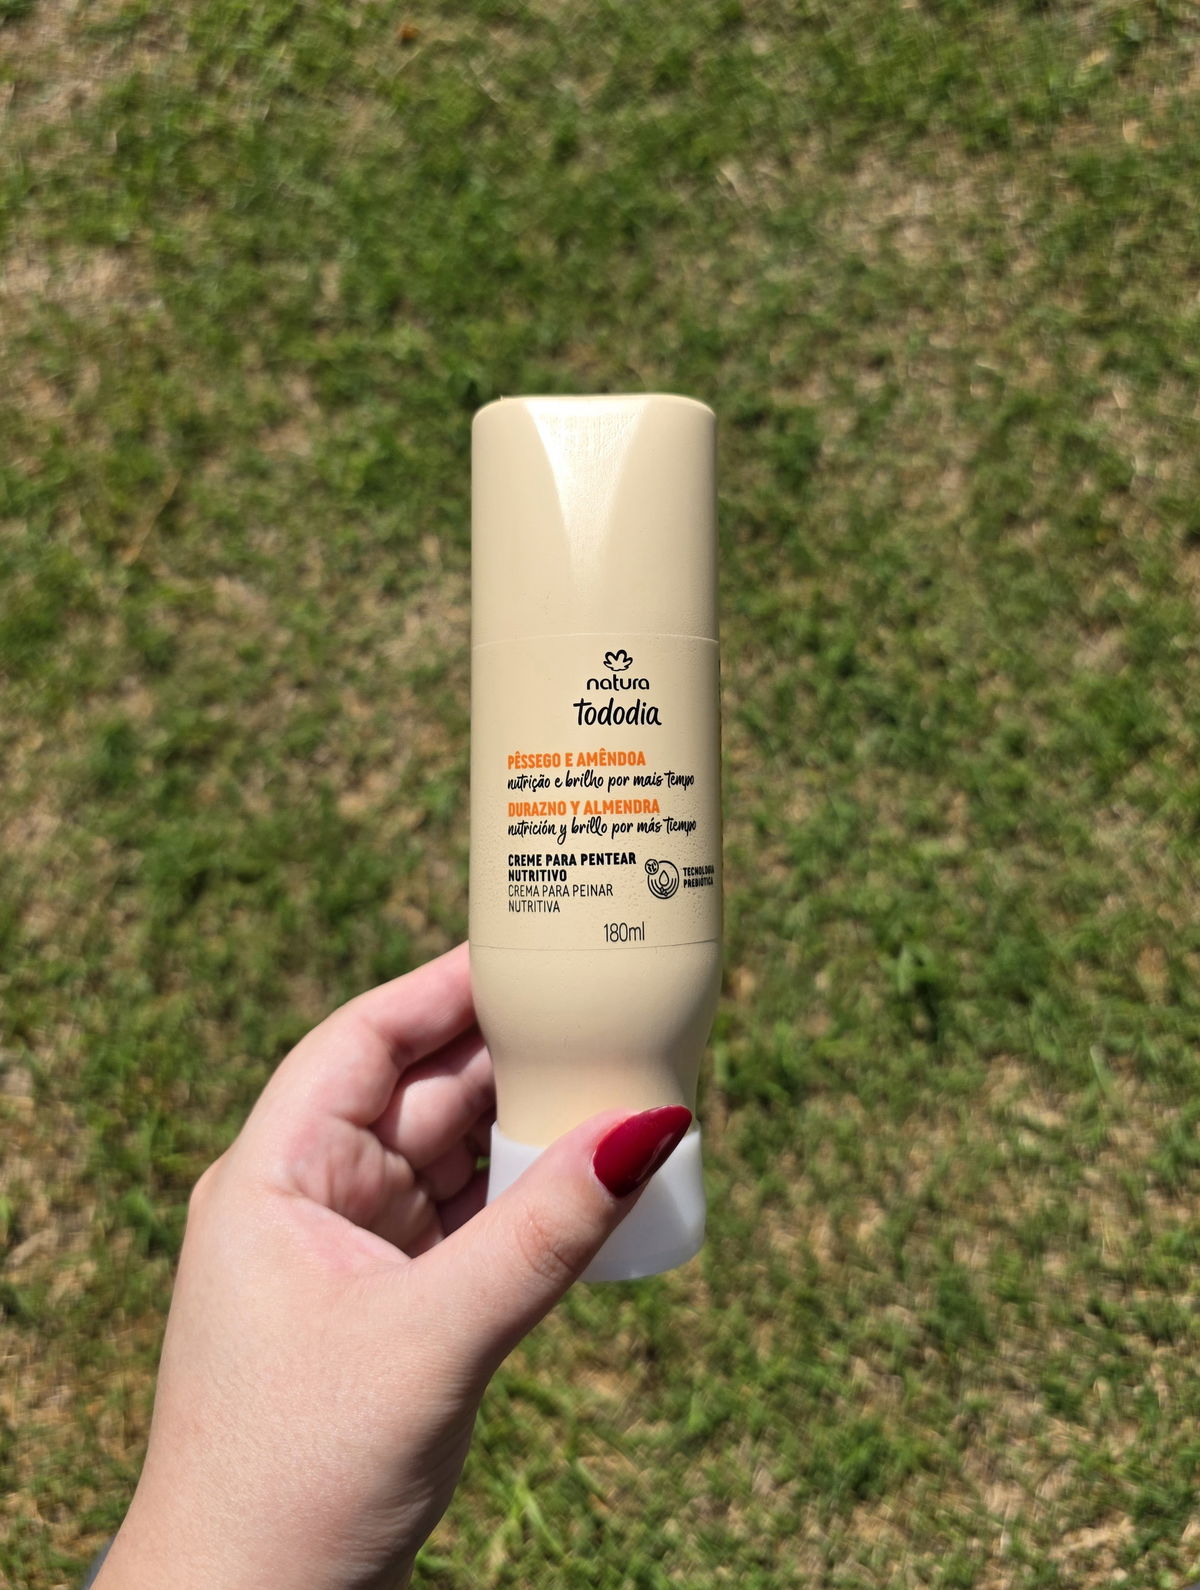 natura
Tododia
PÊSSEGO E AMÊNDOA
nutrição e brilho por mais tempo
DURAZNO Y ALMENDRA
nutrición y brillo por más tiempo
CREME PARA PENTEAR
NUTRITIVO
CREMA PARA PEINAR
NUTRITIVA
TECNOLOGIA
PREBIÓTICA
180ml